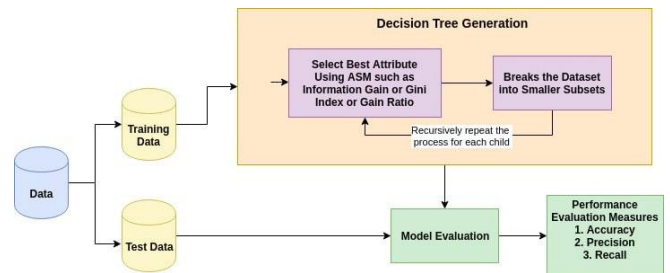 Decision Tree Generation
Select Best Attribute
Using ASM such as
Information Gain or Gini
Index or Gain Ratio
Breaks the Dataset
into Smaller Subsets
Recursively repeat the
process for each child
Training
Data
Data
Test Data
Model Evaluation
Performance
Evaluation Measures
1. Accuracy
2. Precision
3. Recall